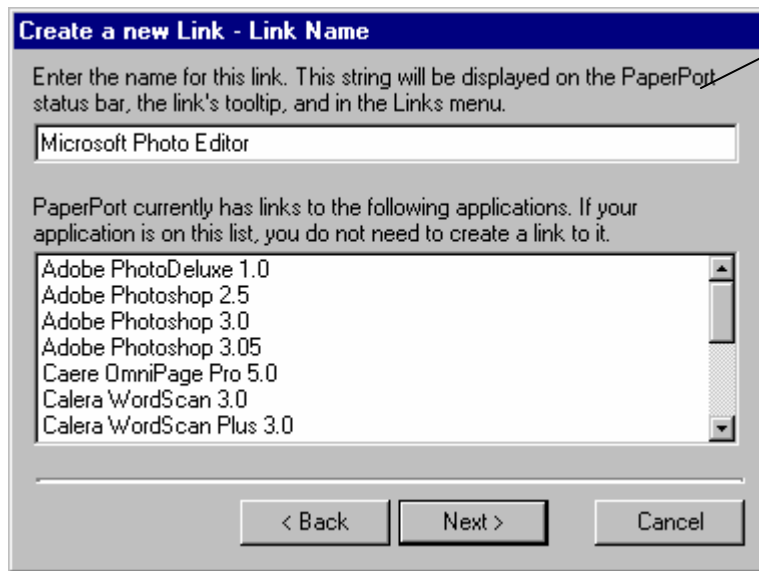 Create a new Link - Link Name
Enter the name for this link. This string will be displayed on the PaperPort
status bar, the link's tooltip, and in the Links menu.
Microsoft Photo Editor
PaperPort currently has links to the following applications. If your
application is on this list, you do not need to create a link to it.
Adobe PhotoDeluxe 1.0
Adobe Photoshop 2.5
Adobe Photoshop 3.0
Adobe Photoshop 3.05
Caere OmniPage Pro 5.0
Calera WordScan 3.0
Calera WordScan Plus 3.0
< Back Next > Cancel